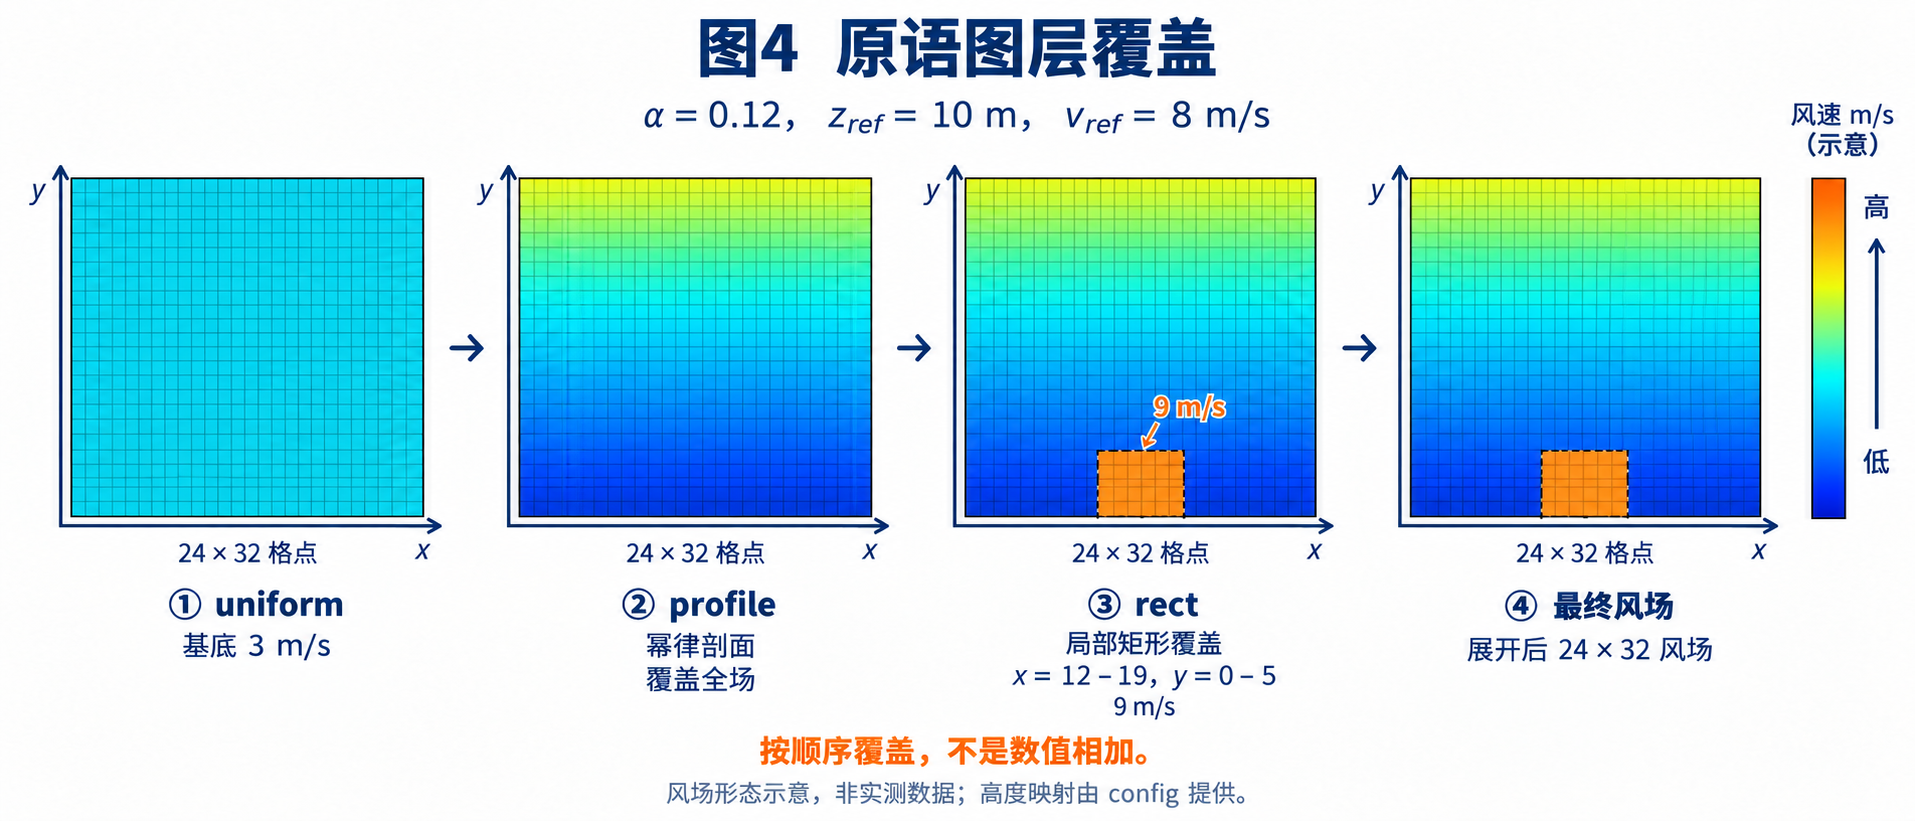 图4 原语图层覆盖
α = 0.12， z_ref = 10 m， v_ref = 8 m/s
风速 m/s
（示意）
高
低
y
24 × 32 格点
x
① uniform
基底 3 m/s
→
y
24 × 32 格点
x
② profile
幂律剖面
覆盖全场
→
y
9 m/s
24 × 32 格点
x
③ rect
局部矩形覆盖
x = 12 – 19，y = 0 – 5
9 m/s
→
y
24 × 32 格点
x
④ 最终风场
展开后 24 × 32 风场
按顺序覆盖，不是数值相加。
风场形态示意，非实测数据；高度映射由 config 提供。